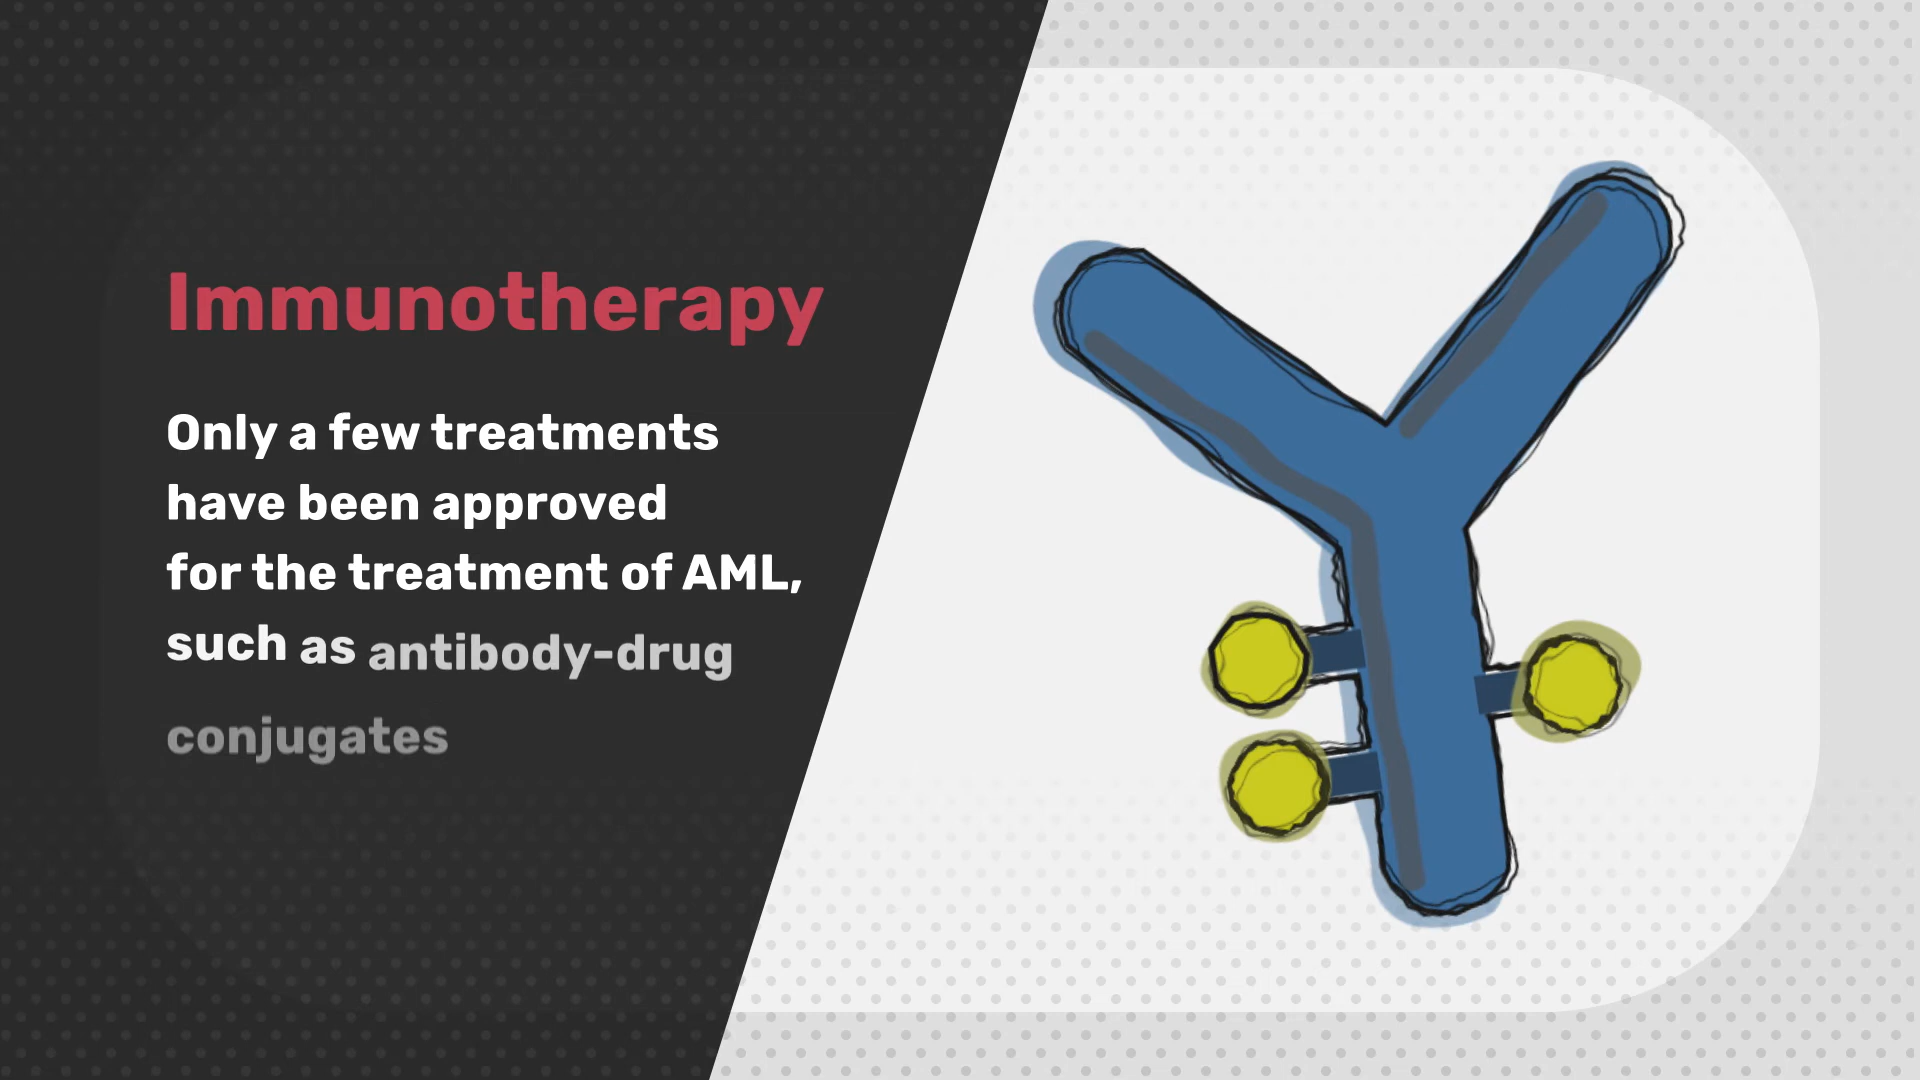 Immunotherapy
Only a few treatments
have been approved
for the treatment of AML,
such as antibody-drug
conjugates